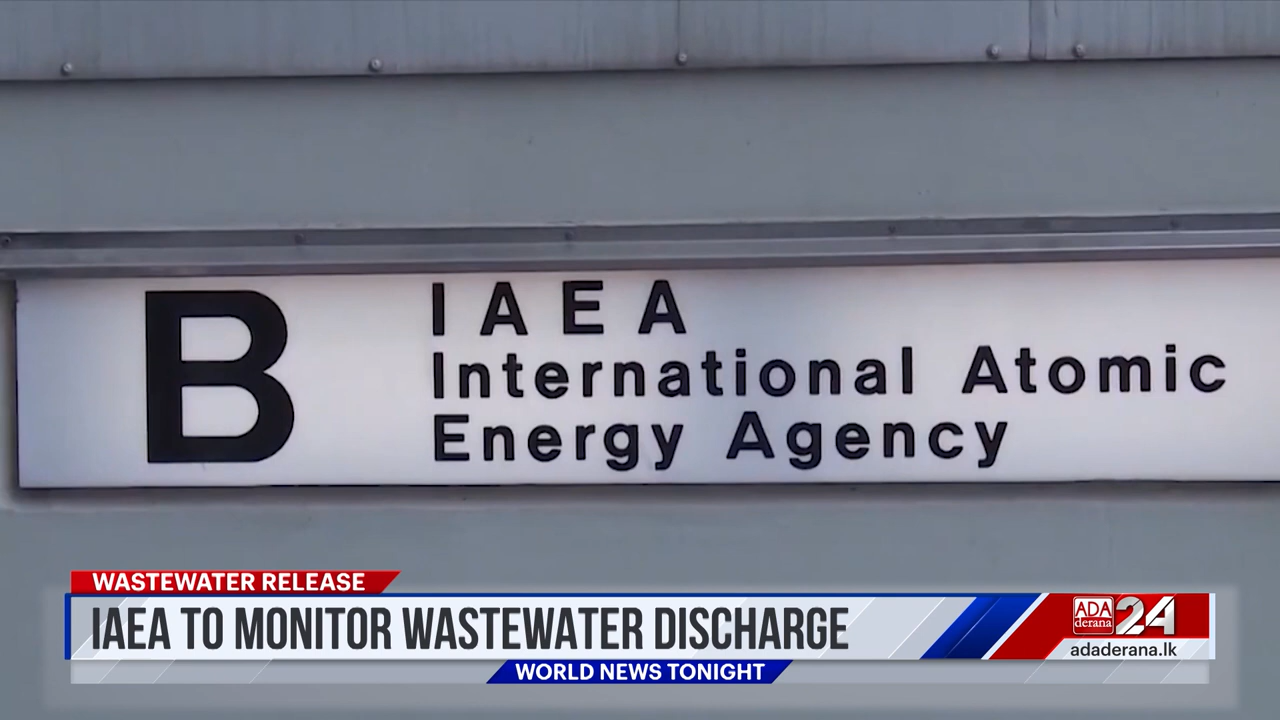 B
IAEA
International Atomic
Energy Agency
WASTEWATER RELEASE
IAEA TO MONITOR WASTEWATER DISCHARGE
ADA
derana
24
adaderana.lk
WORLD NEWS TONIGHT